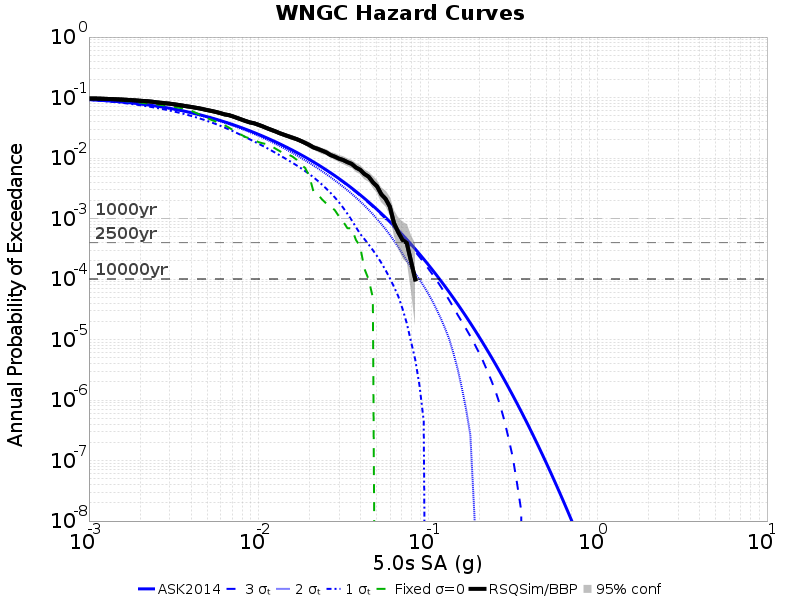 WNGC Hazard Curves
10^0
10^-1
10^-2
10^-3
10^-4
10^-5
10^-6
10^-7
10^-8
Annual Probability of Exceedance
1000yr
2500yr
10000yr
10^-3 10^-2 10^-1 10^0 10^1
5.0s SA (g)
ASK2014 3 σₜ 2 σₜ 1 σₜ Fixed σ=0 RSQSim/BBP 95% conf